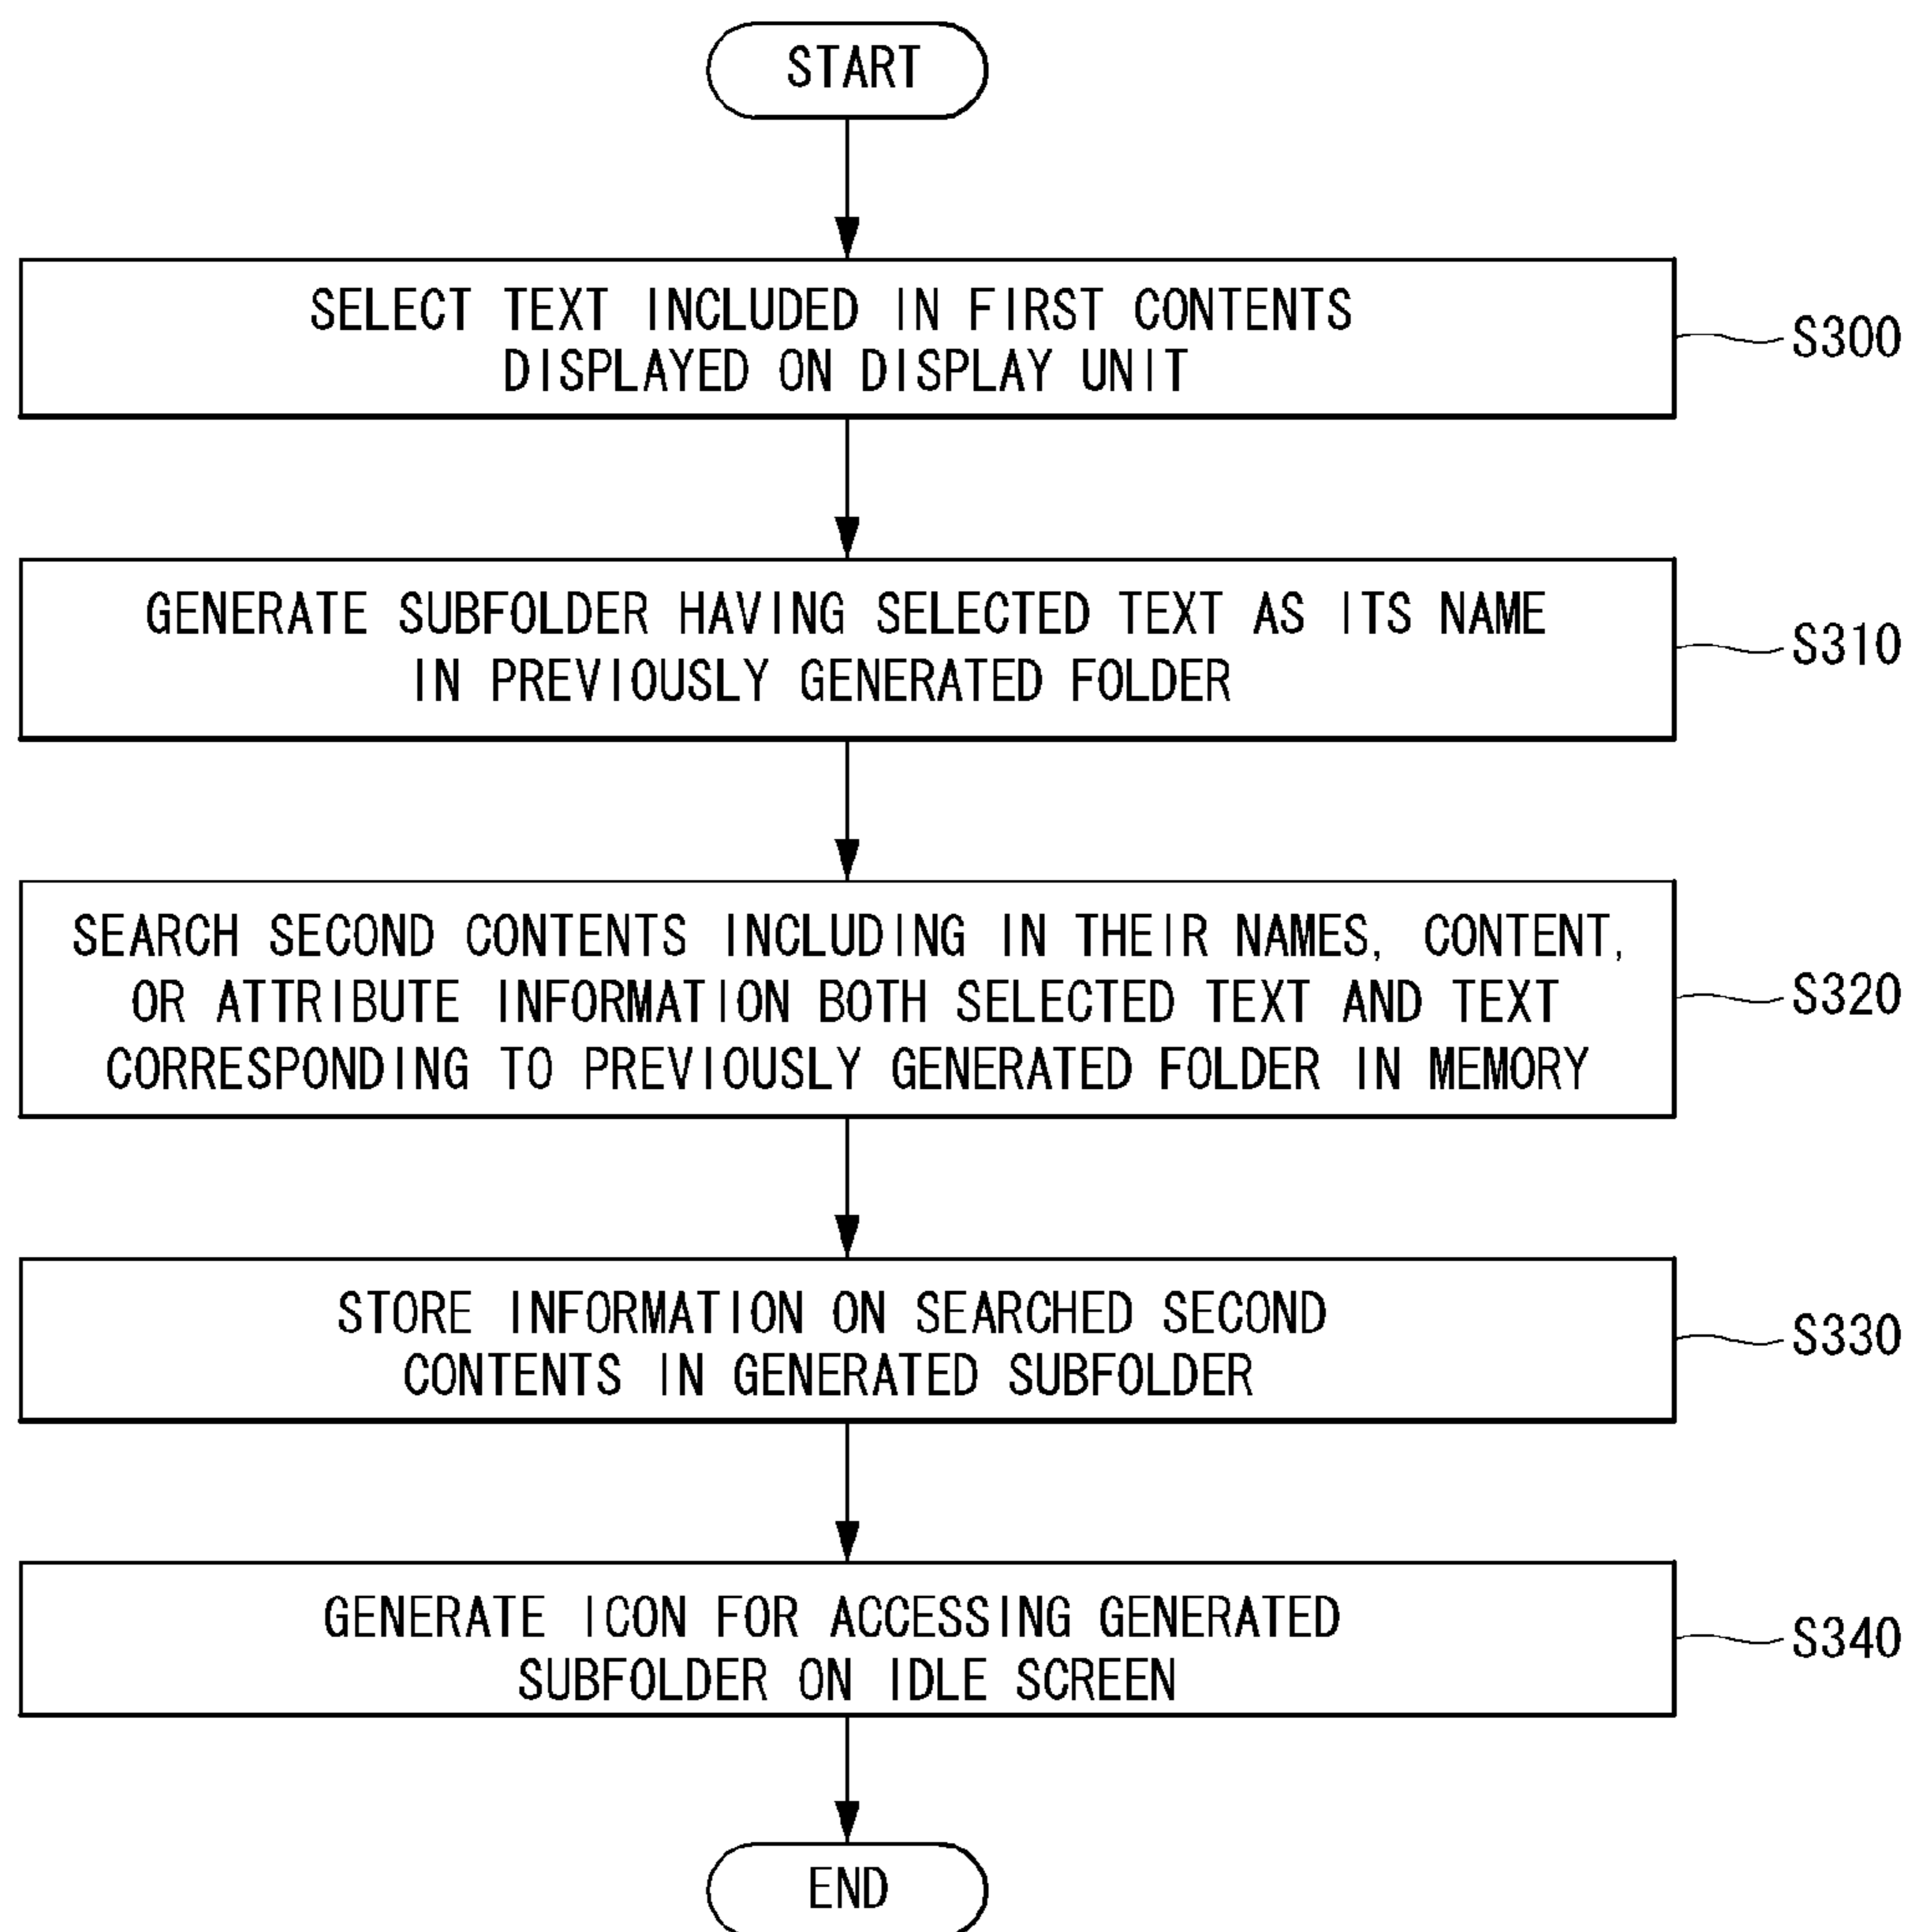 START
SELECT TEXT INCLUDED IN FIRST CONTENTS
DISPLAYED ON DISPLAY UNIT
S300
GENERATE SUBFOLDER HAVING SELECTED TEXT AS ITS NAME
IN PREVIOUSLY GENERATED FOLDER
S310
SEARCH SECOND CONTENTS INCLUDING IN THEIR NAMES, CONTENT,
OR ATTRIBUTE INFORMATION BOTH SELECTED TEXT AND TEXT
CORRESPONDING TO PREVIOUSLY GENERATED FOLDER IN MEMORY
S320
STORE INFORMATION ON SEARCHED SECOND
CONTENTS IN GENERATED SUBFOLDER
S330
GENERATE ICON FOR ACCESSING GENERATED
SUBFOLDER ON IDLE SCREEN
S340
END